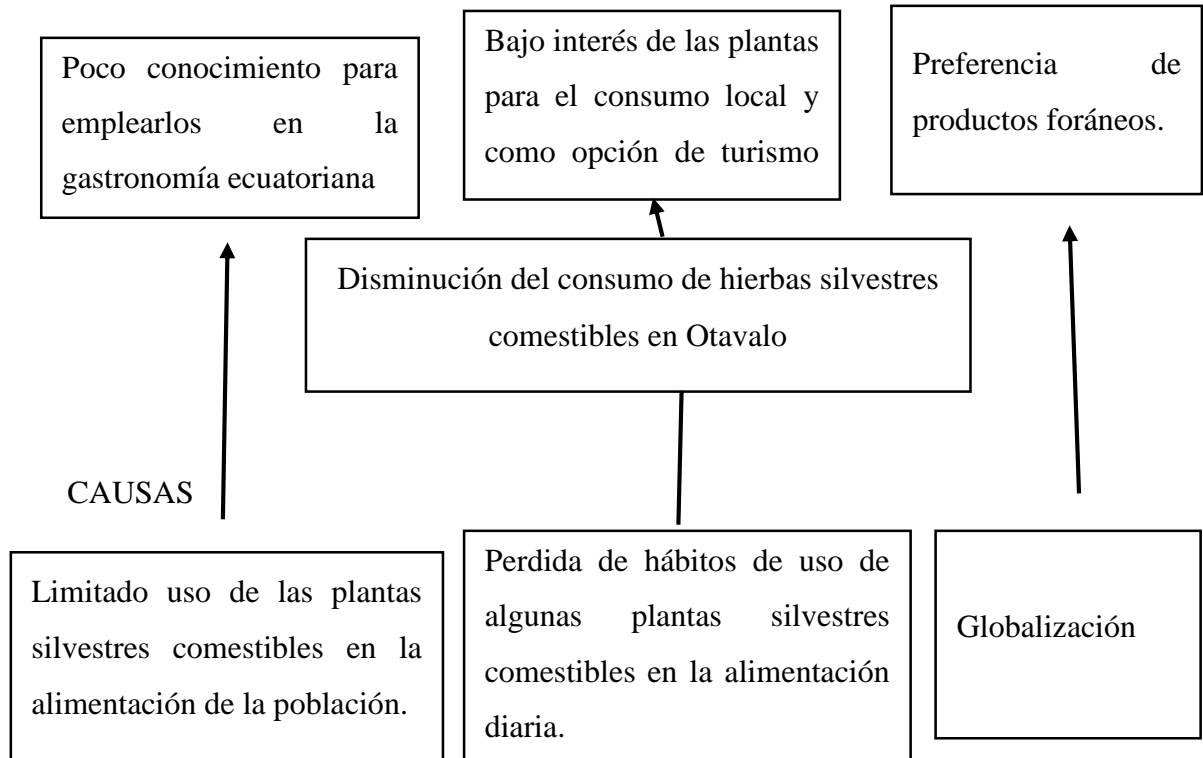 Poco conocimiento para
emplearlos en la
gastronomía ecuatoriana
Bajo interés de las plantas
para el consumo local y
como opción de turismo
Preferencia de
productos foráneos.
Disminución del consumo de hierbas silvestres
comestibles en Otavalo
CAUSAS
Limitado uso de las plantas
silvestres comestibles en la
alimentación de la población.
Perdida de hábitos de uso de
algunas plantas silvestres
comestibles en la alimentación
diaria.
Globalización